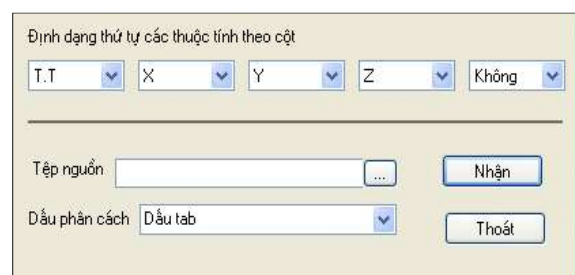 Định dạng thứ tự các thuộc tính theo cột
T.T X Y Z Không
Tệp nguồn ... Nhận
Dấu phân cách Dấu tab Thoát